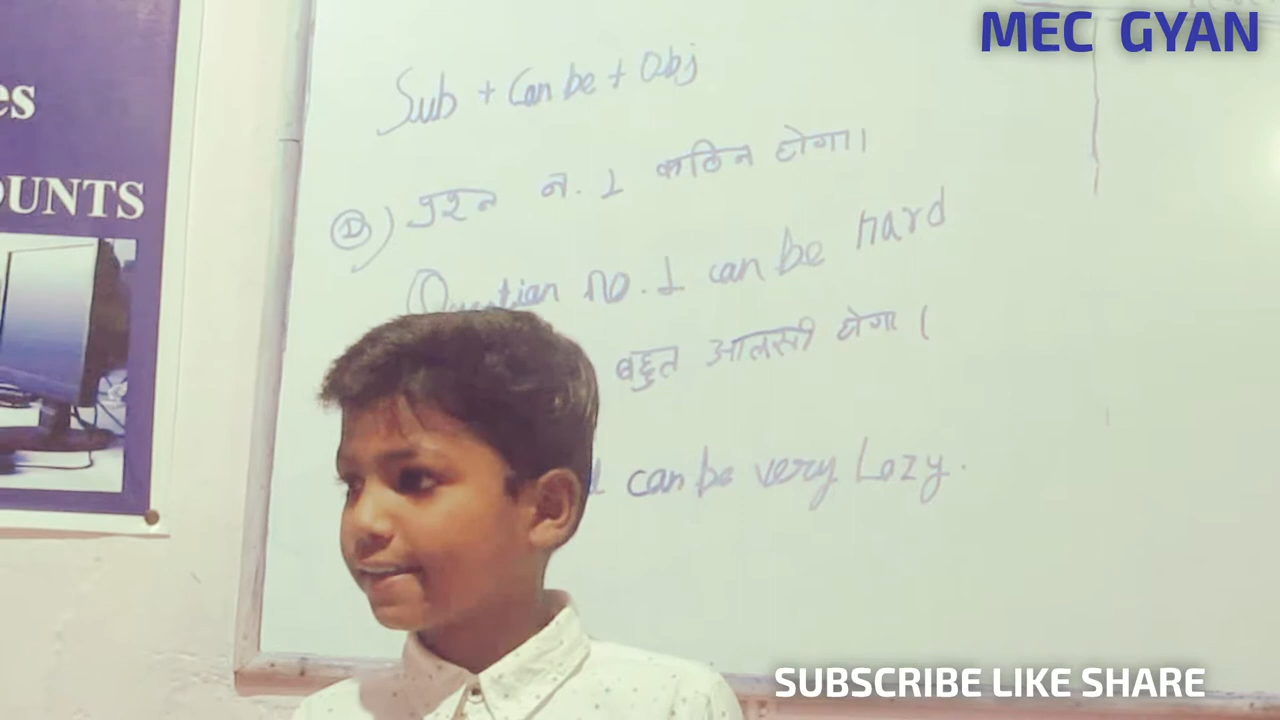 MEC GYAN
es
OUNTS
Sub + Can be + Obj
1) प्रश्न न. 1 कठिन होगा।
Question no. 1 can be hard
बहुत आलसी होगा।
can be very Lazy.
SUBSCRIBE LIKE SHARE